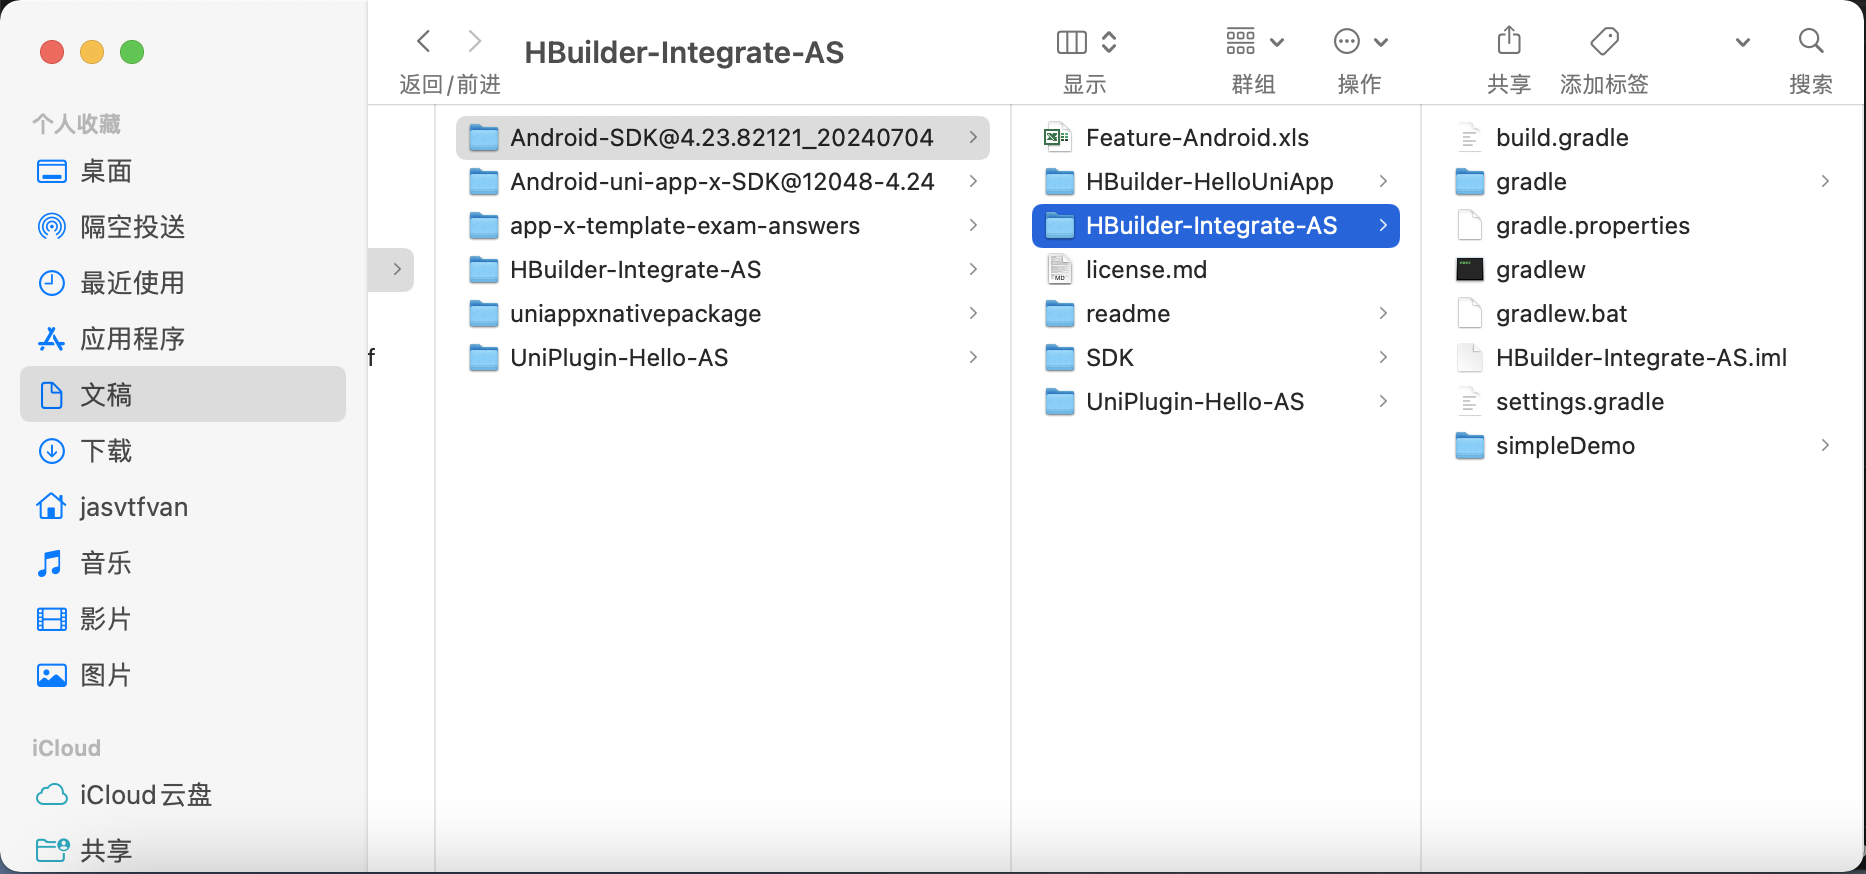 返回/前进
HBuilder-Integrate-AS
显示
群组
操作
共享
添加标签
搜索
个人收藏
桌面
隔空投送
最近使用
应用程序
文稿
下载
jasvtfvan
音乐
影片
图片
iCloud
iCloud云盘
共享
f
Android-SDK@4.23.82121_20240704
Android-uni-app-x-SDK@12048-4.24
app-x-template-exam-answers
HBuilder-Integrate-AS
uniappxnativepackage
UniPlugin-Hello-AS
Feature-Android.xls
HBuilder-HelloUniApp
HBuilder-Integrate-AS
license.md
readme
SDK
UniPlugin-Hello-AS
build.gradle
gradle
gradle.properties
gradlew
gradlew.bat
HBuilder-Integrate-AS.iml
settings.gradle
simpleDemo